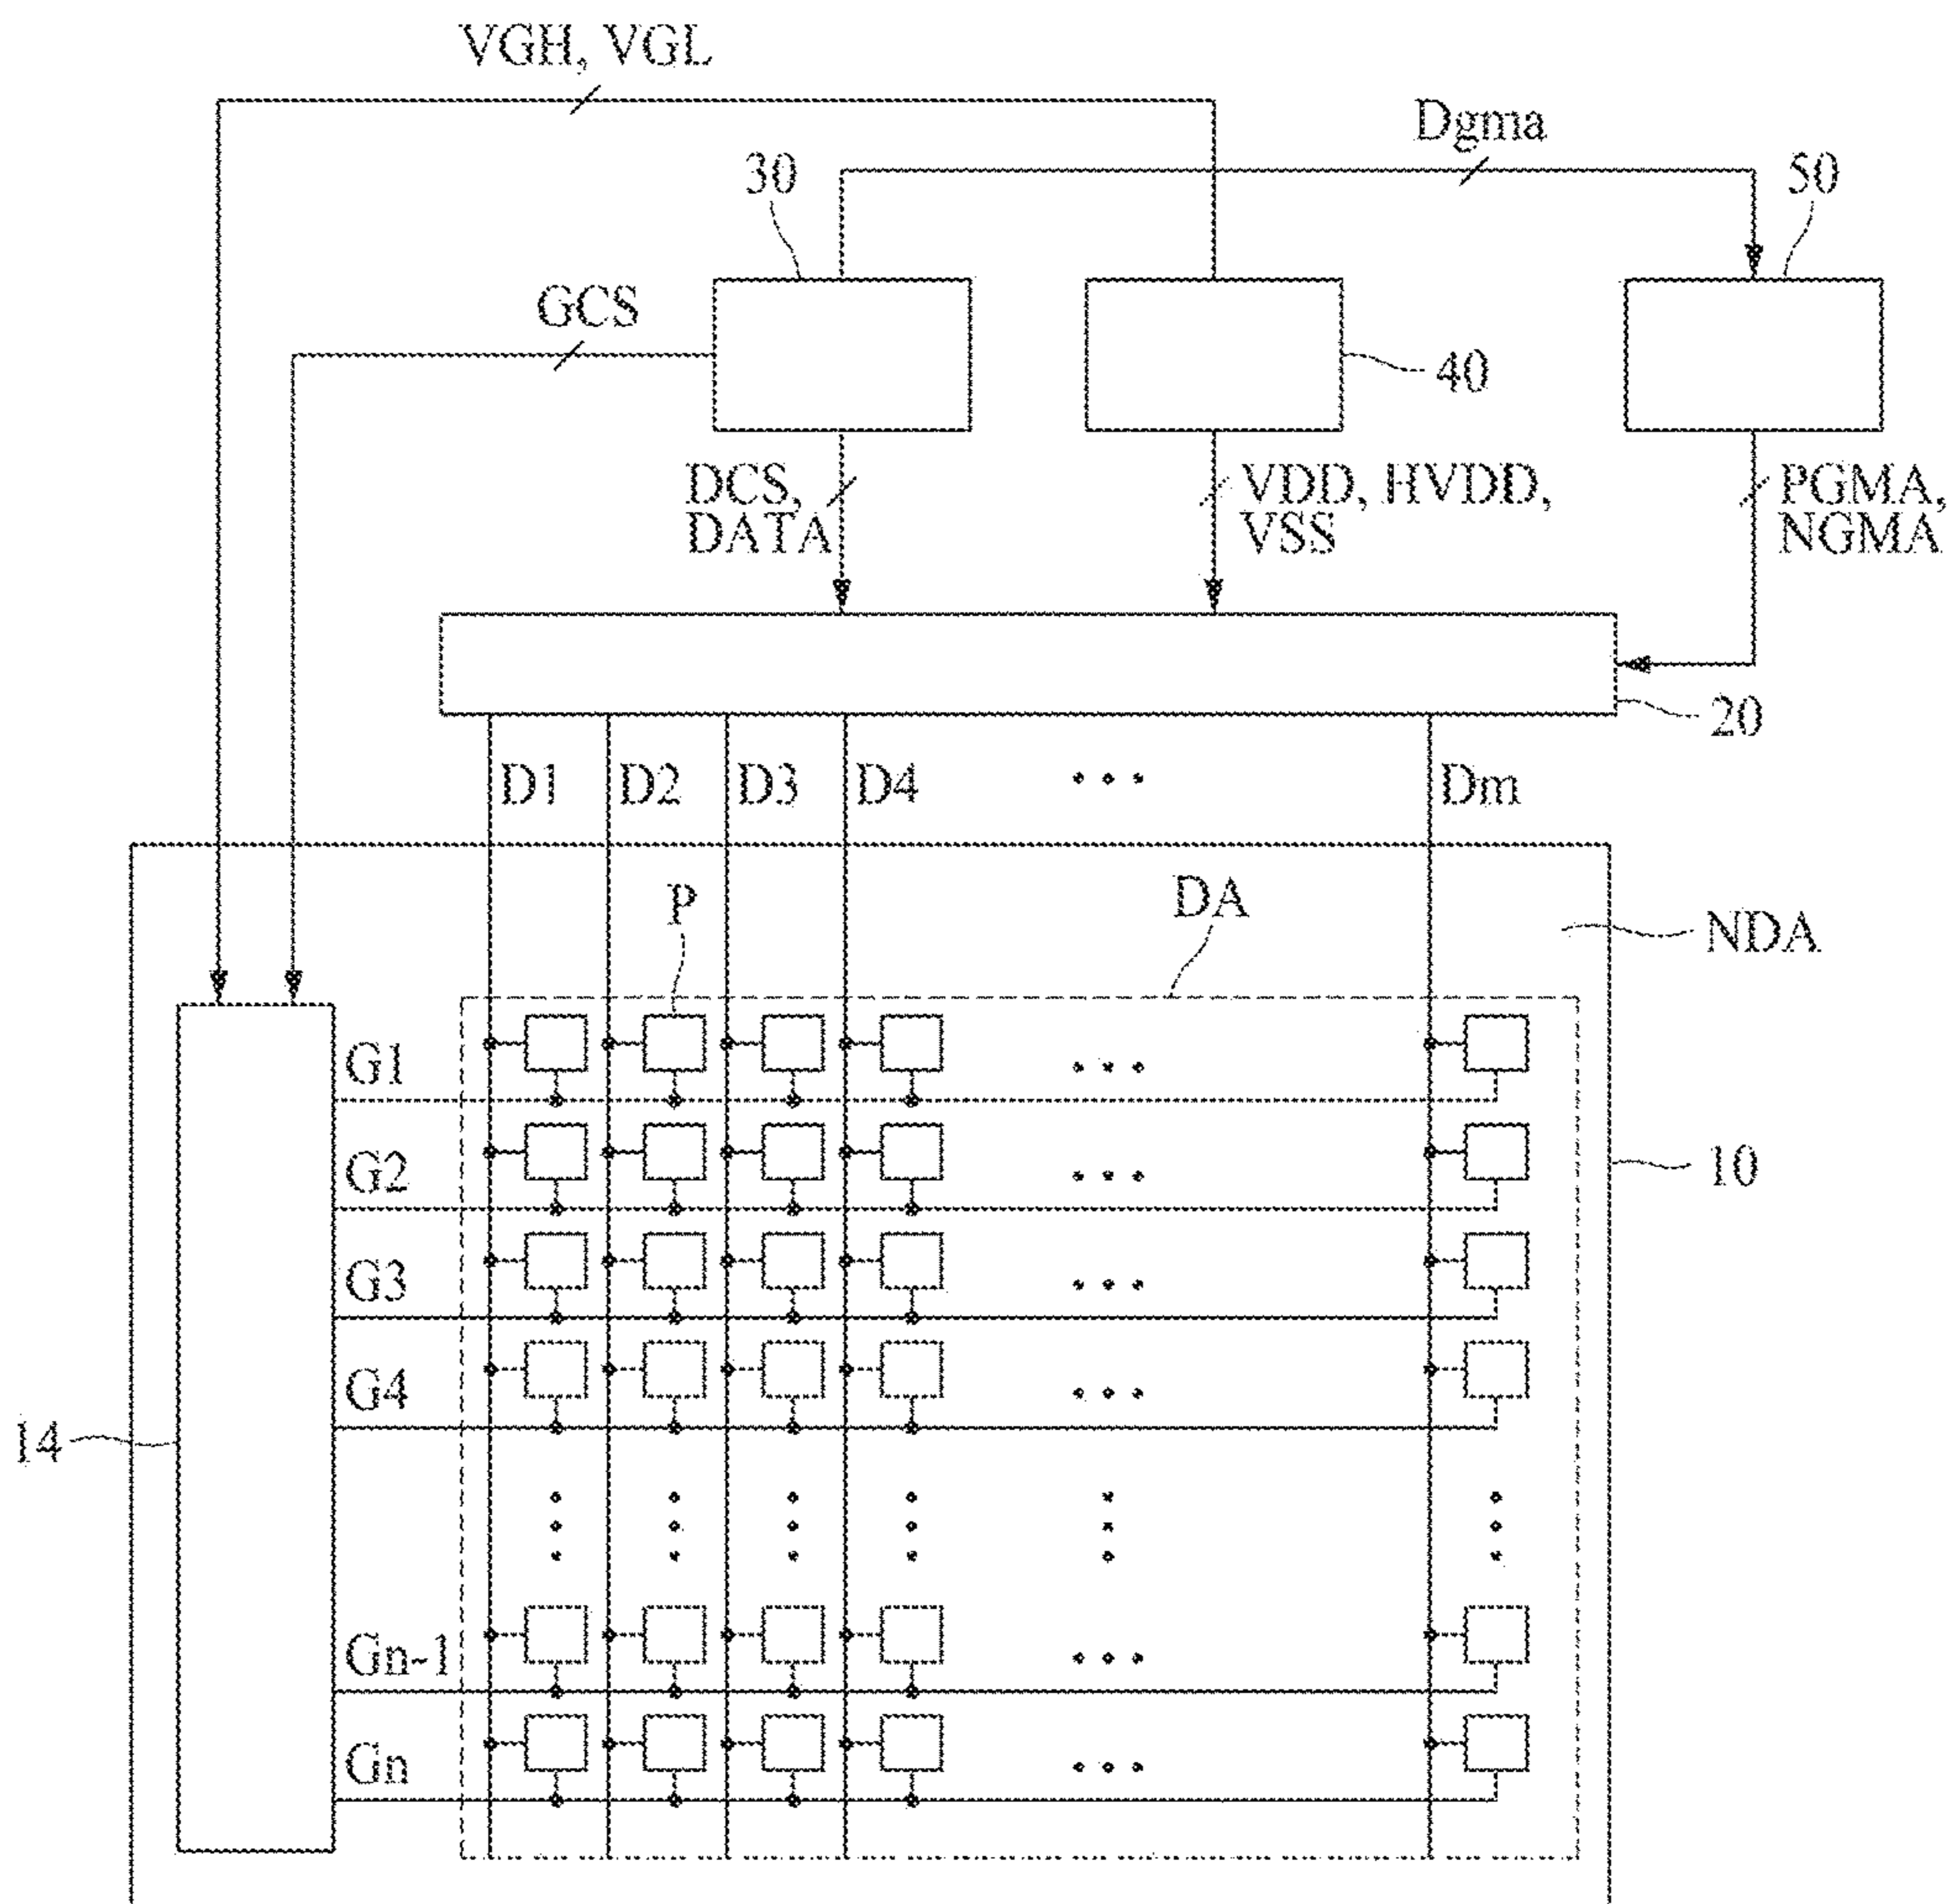 VGH, VGL
Dgma
30
50
GCS
40
DCS,
DATA
VDD, HVDD,
VSS
PGMA,
NGMA
20
D1 D2 D3 D4 ... Dm
P
DA
NDA
G1
...
G2
...
10
G3
...
G4
...
14
Gn-1
...
Gn
...